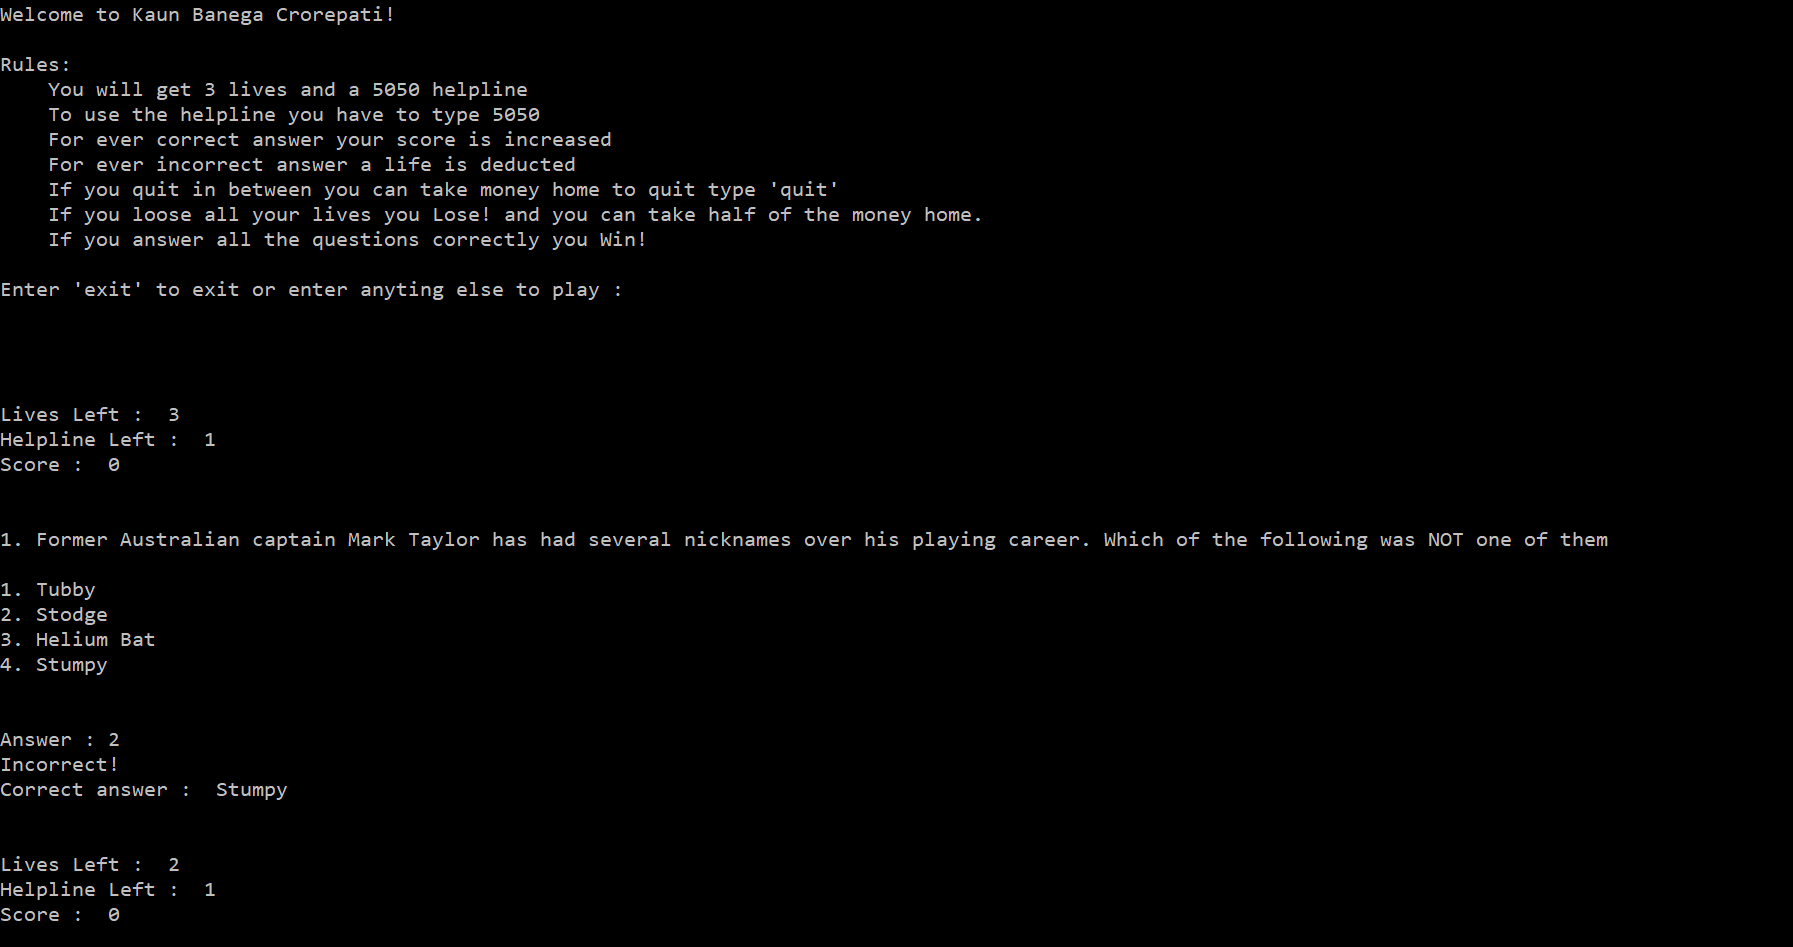 Welcome to Kaun Banega Crorepati!
Rules:
You will get 3 lives and a 5050 helpline
To use the helpline you have to type 5050
For ever correct answer your score is increased
For ever incorrect answer a life is deducted
If you quit in between you can take money home to quit type 'quit'
If you loose all your lives you Lose! and you can take half of the money home.
If you answer all the questions correctly you Win!
Enter 'exit' to exit or enter anyting else to play :
Lives Left :  3
Helpline Left :  1
Score :  0
1. Former Australian captain Mark Taylor has had several nicknames over his playing career. Which of the following was NOT one of them
1. Tubby
2. Stodge
3. Helium Bat
4. Stumpy
Answer : 2
Incorrect!
Correct answer :  Stumpy
Lives Left :  2
Helpline Left :  1
Score :  0